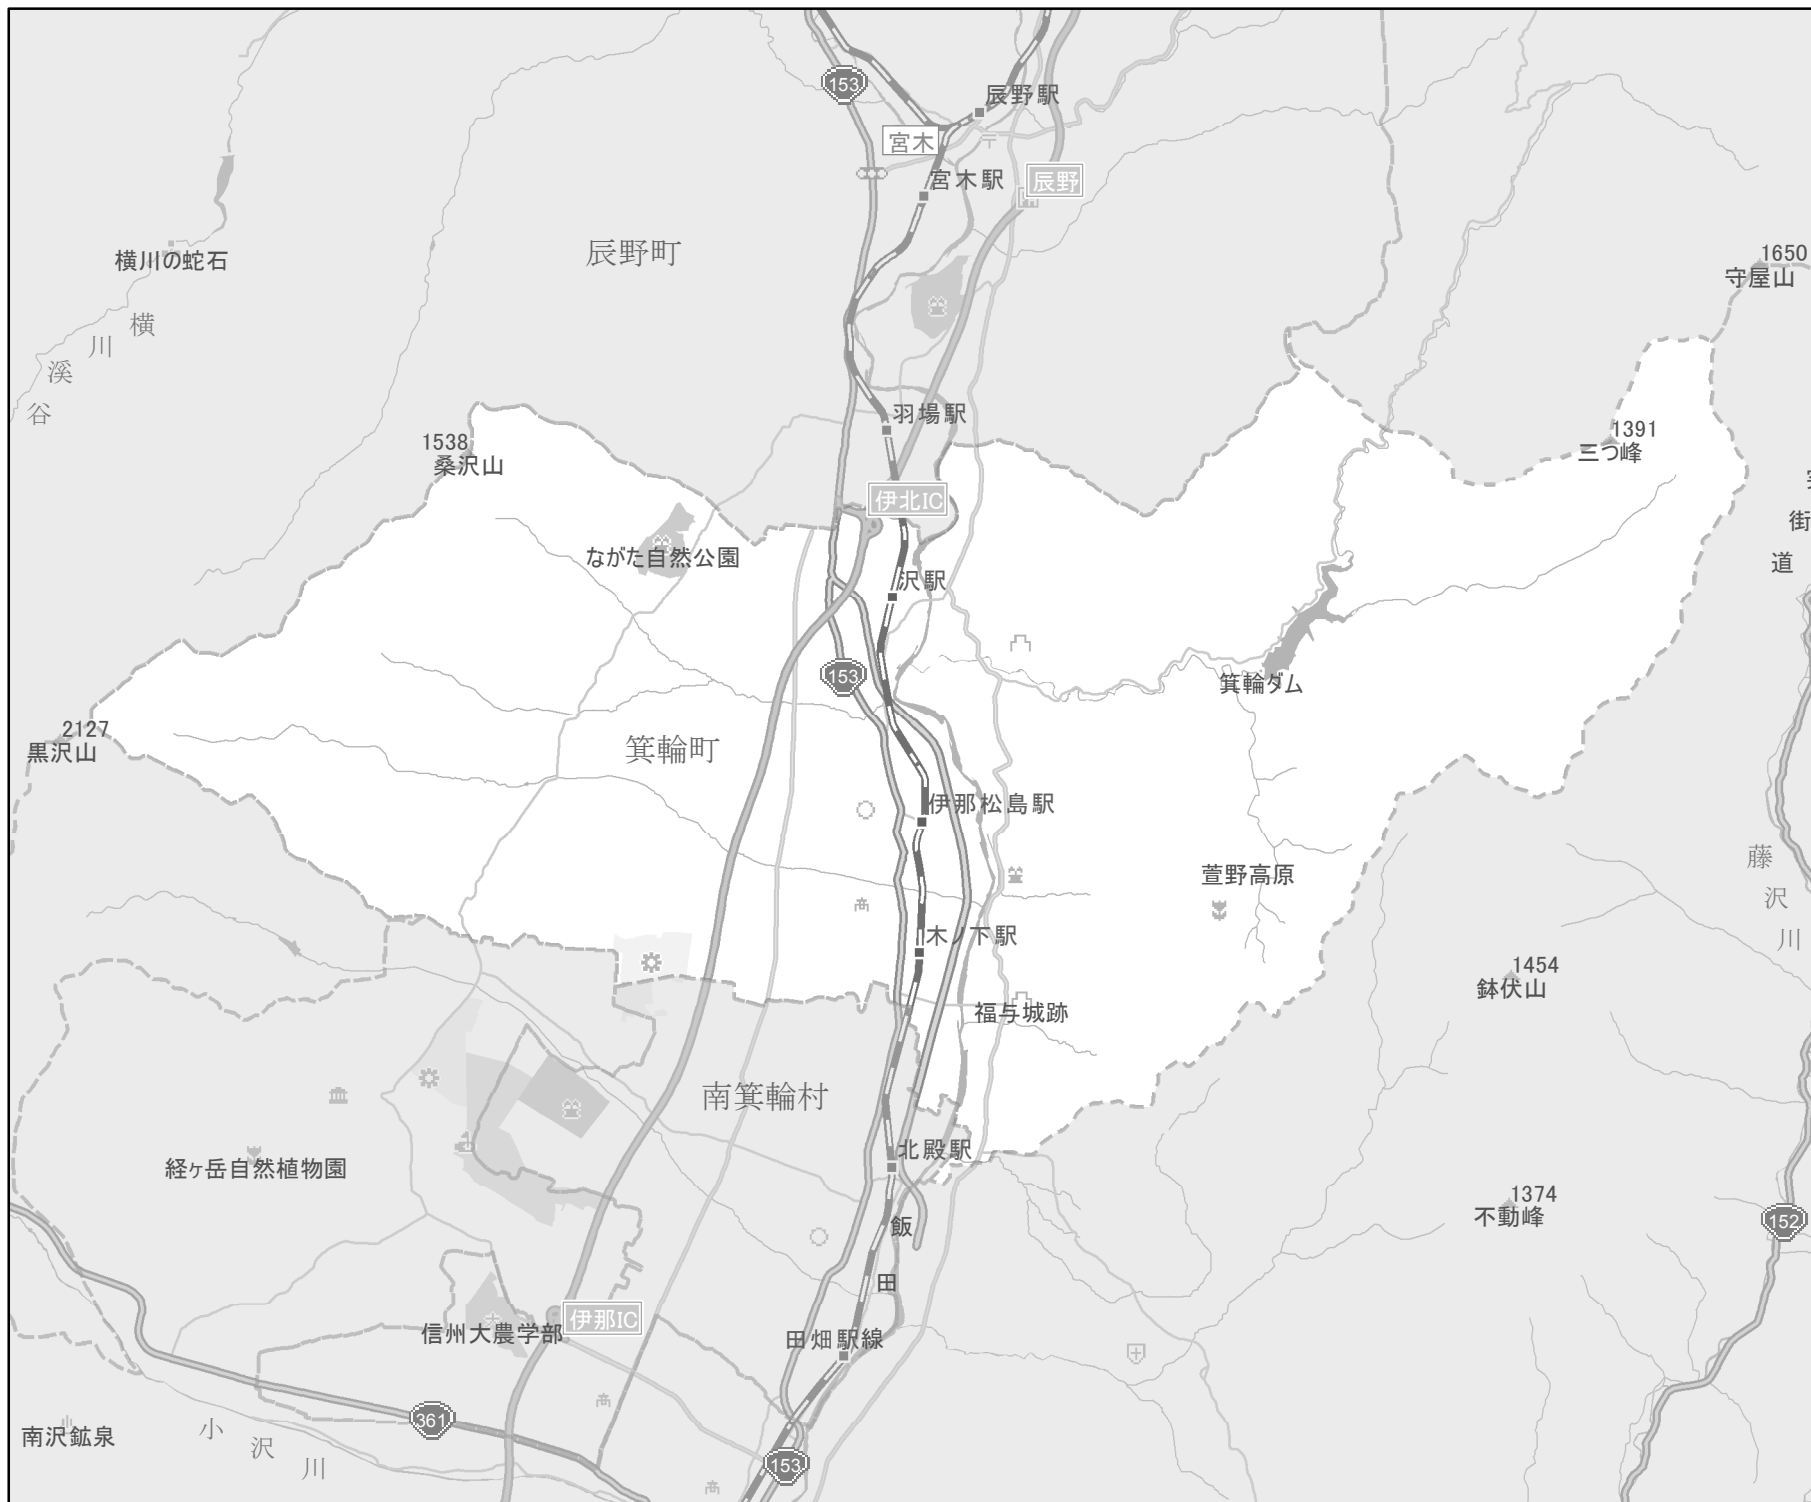 153
辰野駅
宮木
宮木駅
辰野
辰野町
横川の蛇石
横
川
溪
谷
1650
守屋山
羽場駅
1538
桑沢山
1391
三つ峰
伊北IC
街
道
ながた自然公園
沢駅
153
箕輪ダム
2127
黒沢山
箕輪町
伊那松島駅
萱野高原
藤
沢
川
木ノ下駅
1454
鉢伏山
福与城跡
南箕輪村
北殿駅
経ヶ岳自然植物園
1374
不動峰
152
飯
田
線
伊那IC
信州大農学部
田畑駅
361
南沢鉱泉
小
沢
川
153